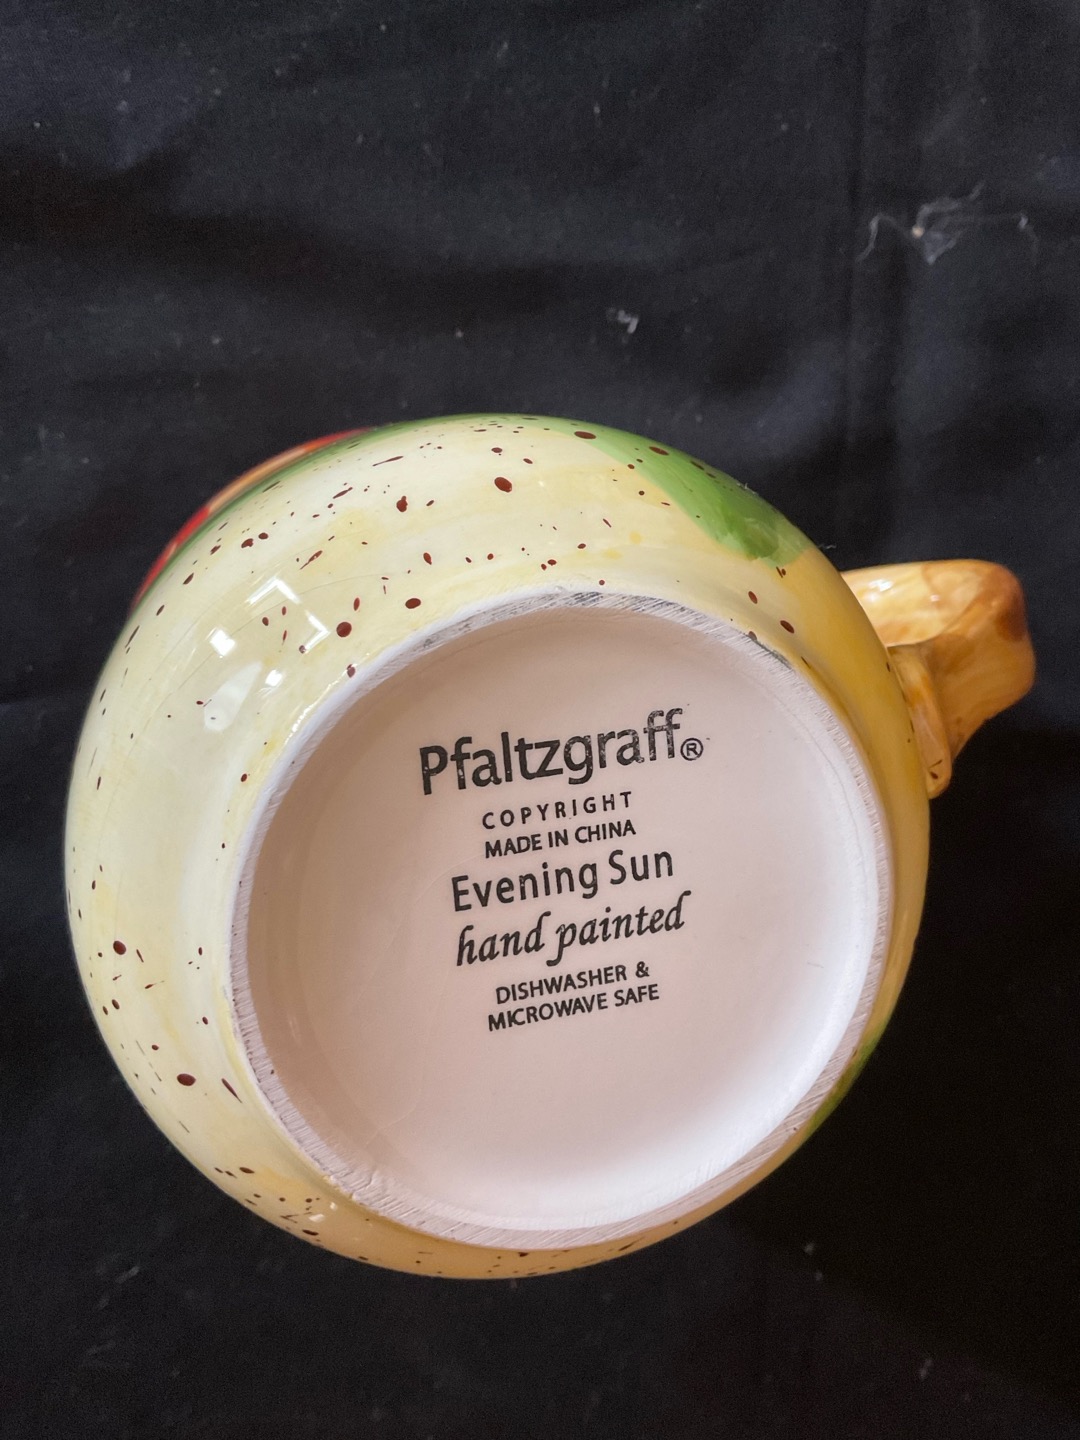 Pfaltzgraff®
COPYRIGHT
MADE IN CHINA
Evening Sun
hand painted
DISHWASHER &
MICROWAVE SAFE